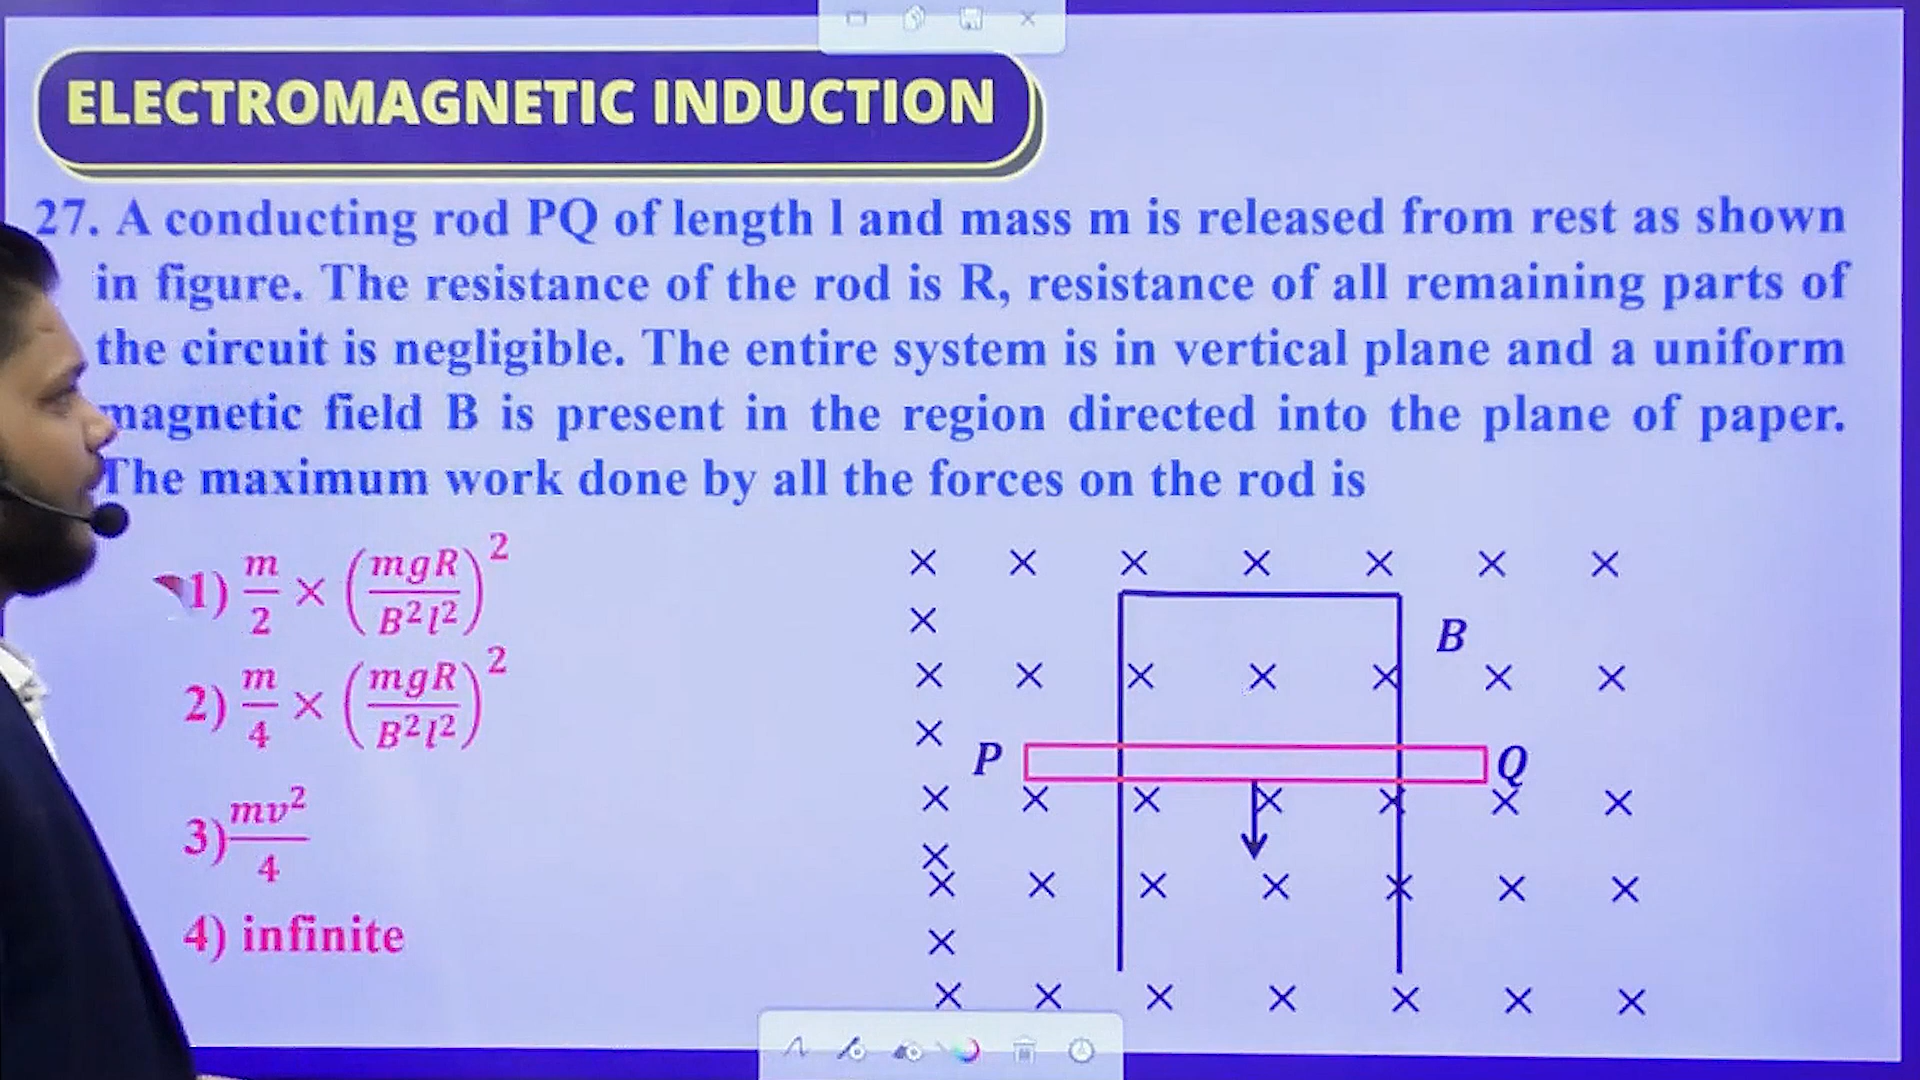 ELECTROMAGNETIC INDUCTION
27. A conducting rod PQ of length l and mass m is released from rest as shown
in figure. The resistance of the rod is R, resistance of all remaining parts of
the circuit is negligible. The entire system is in vertical plane and a uniform
magnetic field B is present in the region directed into the plane of paper.
The maximum work done by all the forces on the rod is
1) m/2 × (mgR/B²l²)²
2) m/4 × (mgR/B²l²)²
3) mv²/4
4) infinite
B
P
Q